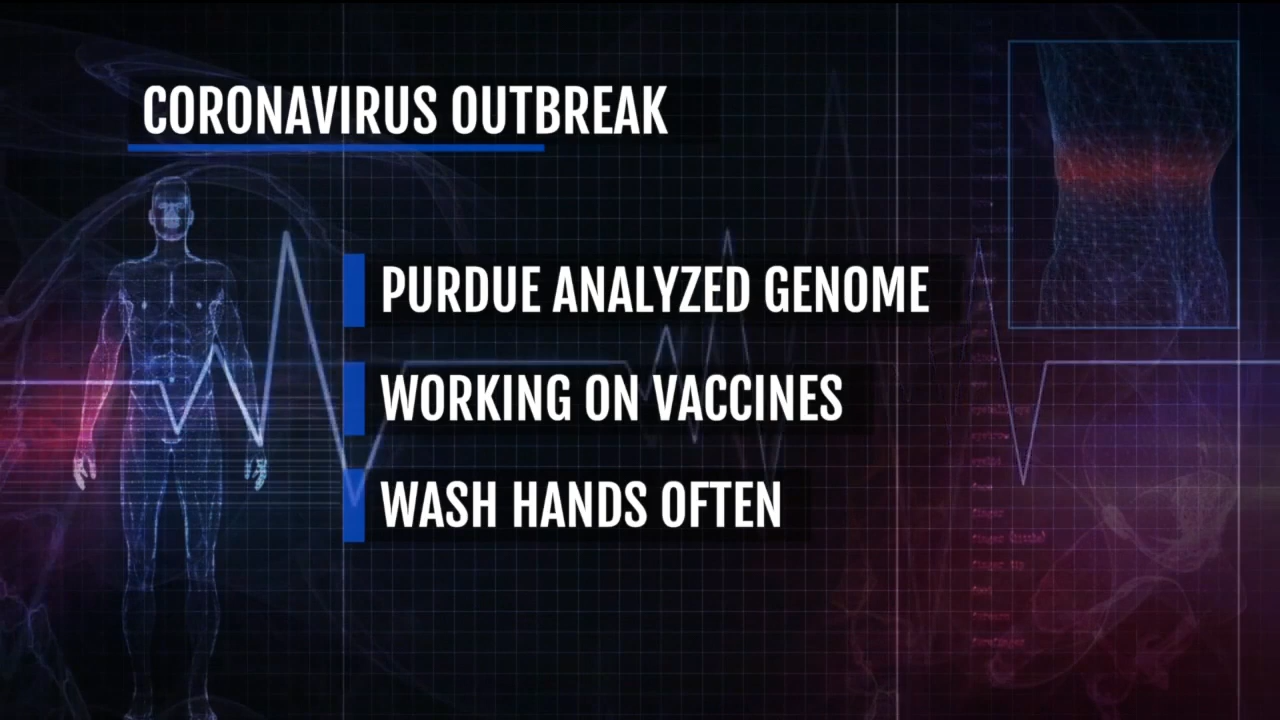 CORONAVIRUS OUTBREAK
PURDUE ANALYZED GENOME
WORKING ON VACCINES
WASH HANDS OFTEN